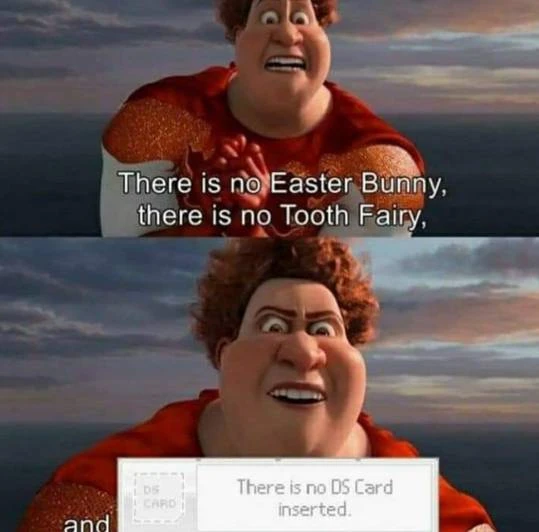 There is no Easter Bunny,
there is no Tooth Fairy,
DS
CARD
There is no DS Card
inserted.
and